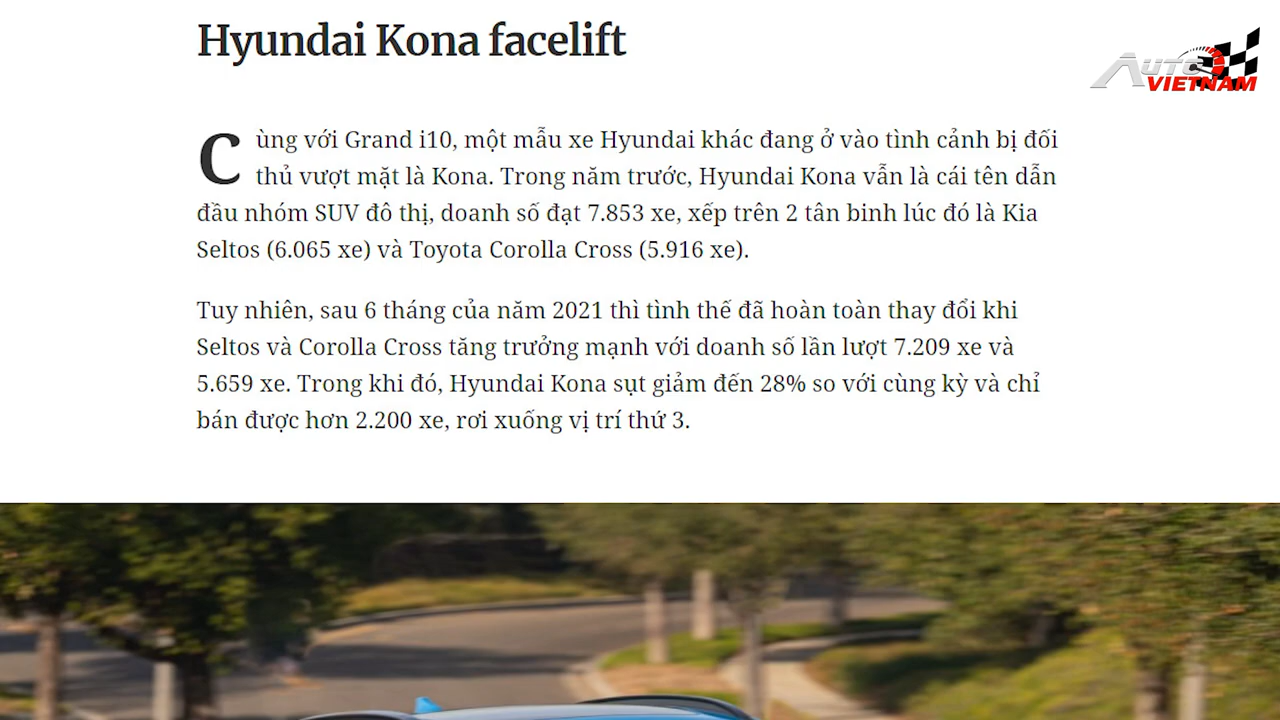 Hyundai Kona facelift
AUTO
VIETNAM
Cùng với Grand i10, một mẫu xe Hyundai khác đang ở vào tình cảnh bị đối
thủ vượt mặt là Kona. Trong năm trước, Hyundai Kona vẫn là cái tên dẫn
đầu nhóm SUV đô thị, doanh số đạt 7.853 xe, xếp trên 2 tân binh lúc đó là Kia
Seltos (6.065 xe) và Toyota Corolla Cross (5.916 xe).
Tuy nhiên, sau 6 tháng của năm 2021 thì tình thế đã hoàn toàn thay đổi khi
Seltos và Corolla Cross tăng trưởng mạnh với doanh số lần lượt 7.209 xe và
5.659 xe. Trong khi đó, Hyundai Kona sụt giảm đến 28% so với cùng kỳ và chỉ
bán được hơn 2.200 xe, rơi xuống vị trí thứ 3.